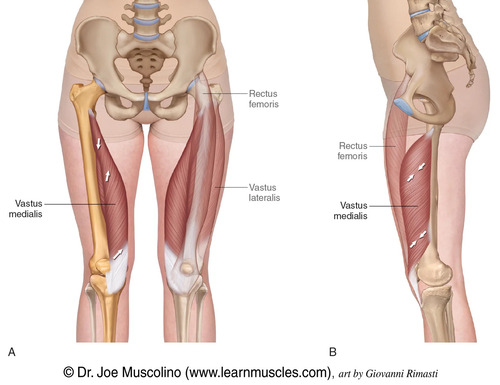 Rectus
femoris
Vastus
medialis
Vastus
lateralis
Rectus
femoris
Vastus
medialis
A
B
© Dr. Joe Muscolino (www.learnmuscles.com), art by Giovanni Rimasti